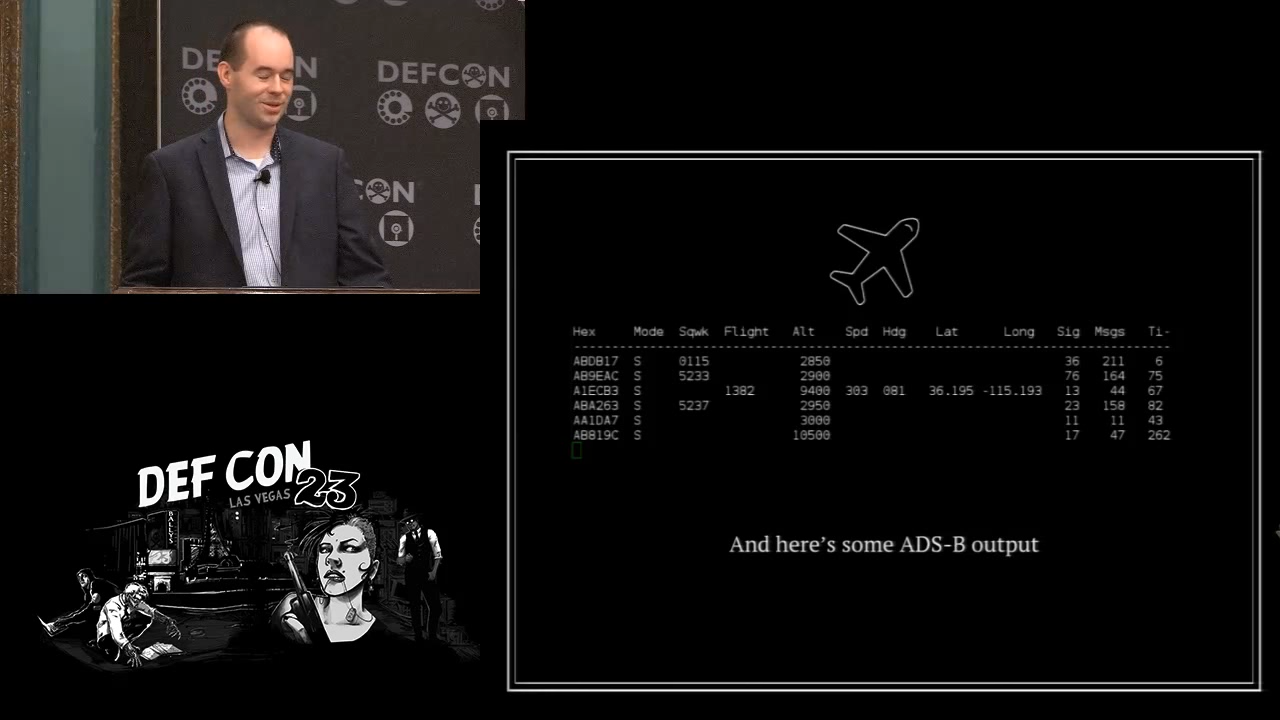 DEFCON
DEFCON
DEFCON
Hex Mode Sqwk Flight Alt Spd Hdg Lat Long Sig Msgs Ti-
ABDB17 S 0115 2850 36 211 6
AB9EAC S 5233 2900 76 164 75
A1ECB3 S 1382 9400 303 081 36.195 -115.193 13 44 67
ABA263 S 5237 2950 23 158 82
AA1DA7 S 3000 11 11 43
AB819C S 10500 17 47 262
And here's some ADS-B output
DEF CON 23
LAS VEGAS
BALLYS